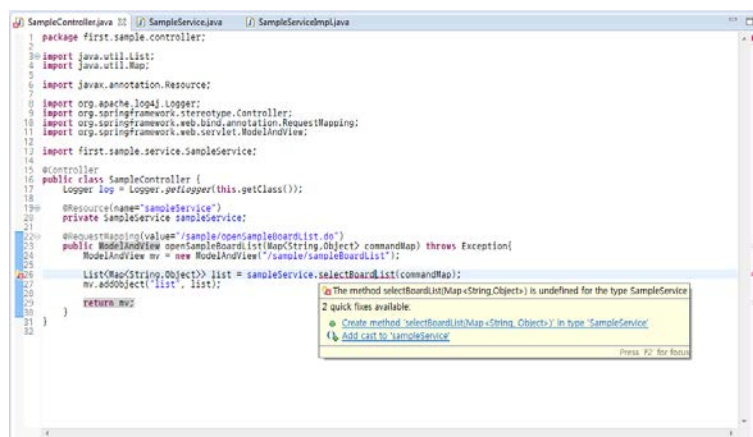 SampleController.java SampleService.java SampleServiceImpl.java
1 package first.sample.controller;
2
3 import java.util.List;
4 import java.util.Map;
5
6 import javax.annotation.Resource;
7
8 import org.apache.log4j.Logger;
9 import org.springframework.stereotype.Controller;
10 import org.springframework.web.bind.annotation.RequestMapping;
11 import org.springframework.web.servlet.ModelAndView;
12
13 import first.sample.service.SampleService;
14
15 @Controller
16 public class SampleController {
17 Logger log = Logger.getLogger(this.getClass());
18
19 @Resource(name="sampleService")
20 private SampleService sampleService;
21
22 @RequestMapping(value="/sample/openSampleBoardList.do")
23 public ModelAndView openSampleBoardList(Map<String,Object> commandMap) throws Exception{
24 ModelAndView mv = new ModelAndView("/sample/sampleBoardList");
25
26 List<Map<String,Object>> list = sampleService.selectBoardList(commandMap);
27 mv.addObject("list", list);
28
29 return mv;
30 }
31 }
32
The method selectBoardList(Map<String,Object>) is undefined for the type SampleService
2 quick fixes available:
Create method 'selectBoardList(Map<String, Object>)' in type 'SampleService'
Add cast to 'sampleService'
Press 'F2' for focus